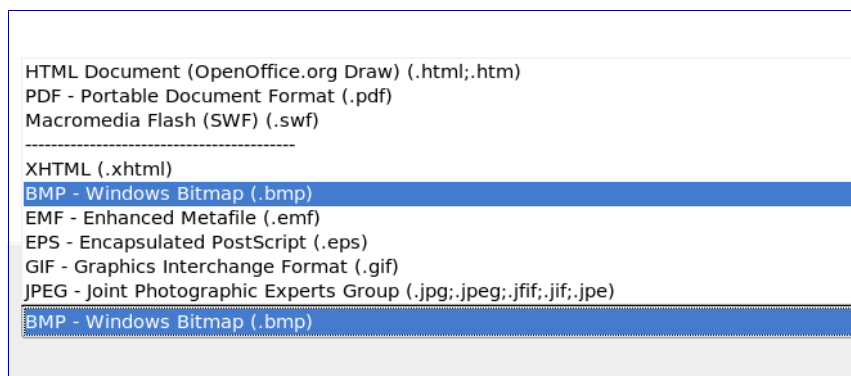 HTML Document (OpenOffice.org Draw) (.html;.htm)
PDF - Portable Document Format (.pdf)
Macromedia Flash (SWF) (.swf)
------------------------------------------
XHTML (.xhtml)
BMP - Windows Bitmap (.bmp)
EMF - Enhanced Metafile (.emf)
EPS - Encapsulated PostScript (.eps)
GIF - Graphics Interchange Format (.gif)
JPEG - Joint Photographic Experts Group (.jpg;.jpeg;.jfif;.jif;.jpe)
BMP - Windows Bitmap (.bmp)